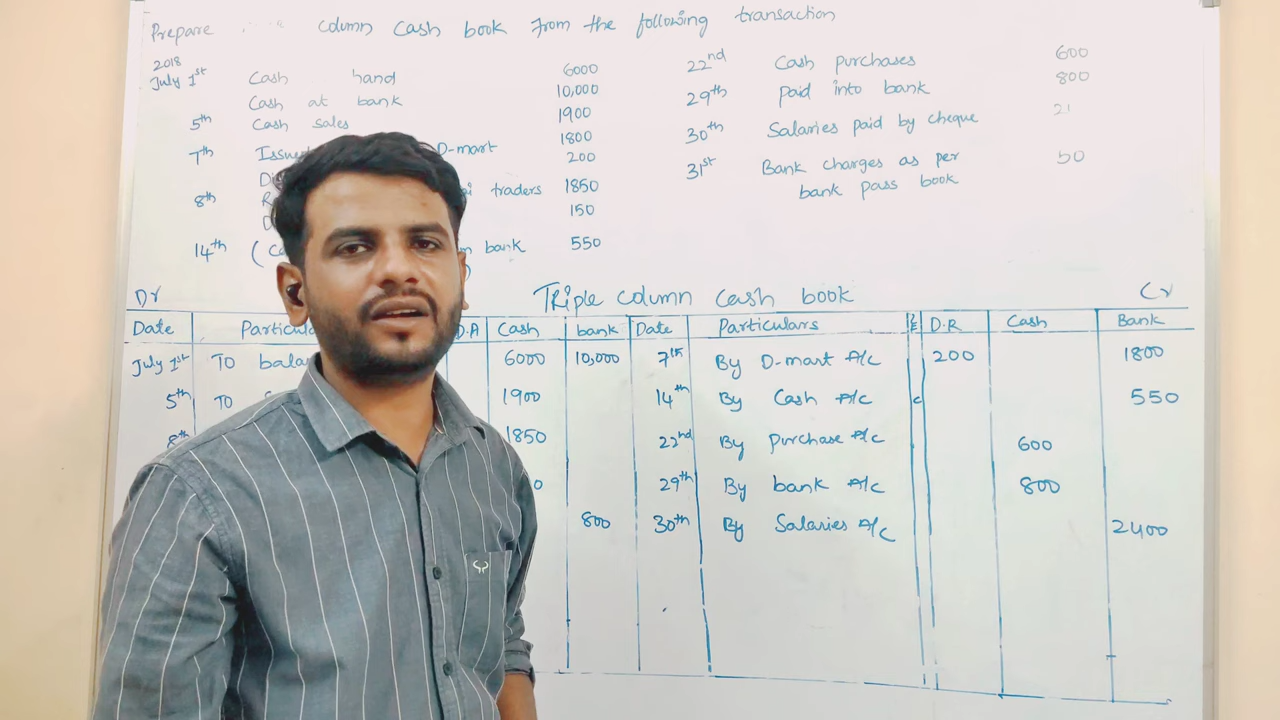 Prepare column Cash book from the following transaction
2018
July 1st Cash hand 6000
Cash at bank 10,000
5th Cash sales 1900
7th D-mart 1800
200
8th traders 1850
150
14th bank 550
22nd Cash purchases 600
29th Paid into bank 800
30th Salaries paid by cheque
31st Bank charges as per 50
bank pass book
Dr Triple column cash book Cr
Date Cash bank Date Particulars D.R Cash Bank
July 1st TO 6000 10,000 7th By D-mart A/c 200 1800
5th TO 1900 14th By Cash A/c c 550
8th 1850 22nd By purchase A/c 600
29th By bank A/c 800
800 30th By Salaries A/c 2400